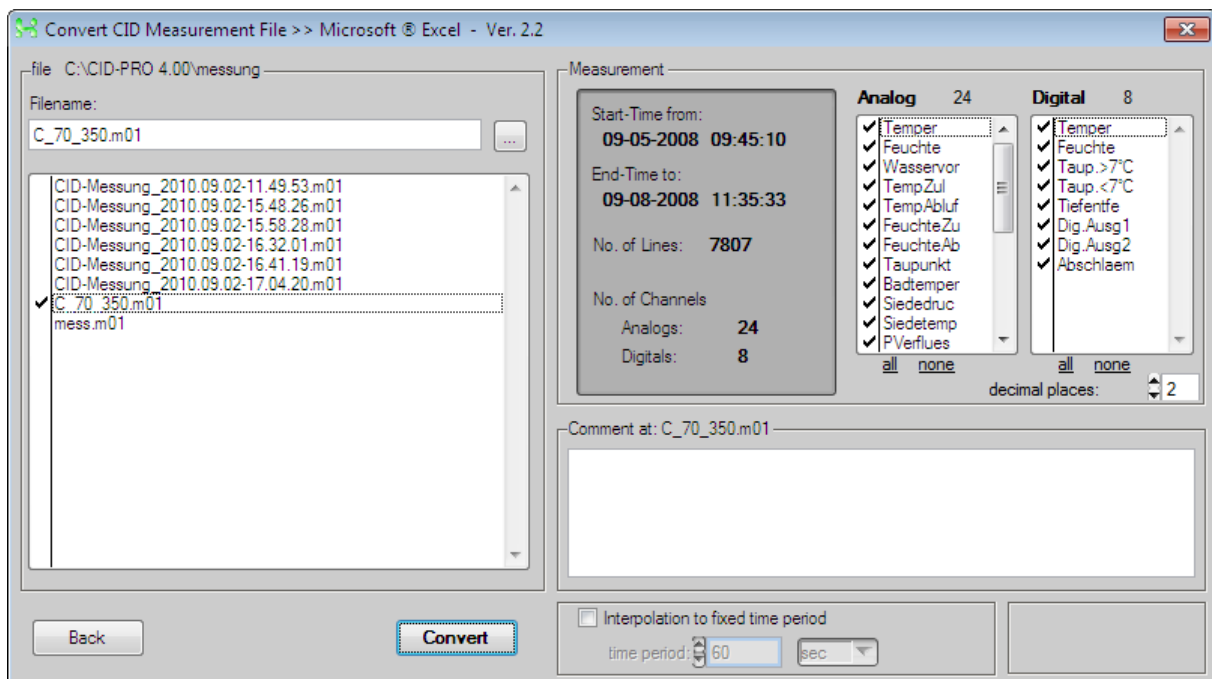 Convert CID Measurement File >> Microsoft ® Excel - Ver. 2.2
file C:\CID-PRO 4.00\messung
Filename:
C_70_350.m01
...
CID-Messung_2010.09.02-11.49.53.m01
CID-Messung_2010.09.02-15.48.26.m01
CID-Messung_2010.09.02-15.58.28.m01
CID-Messung_2010.09.02-16.32.01.m01
CID-Messung_2010.09.02-16.41.19.m01
CID-Messung_2010.09.02-17.04.20.m01
C_70_350.m01
mess.m01
Back
Convert
Measurement
Start-Time from:
09-05-2008 09:45:10
End-Time to:
09-08-2008 11:35:33
No. of Lines: 7807
No. of Channels
Analogs: 24
Digitals: 8
Analog 24
Temper
Feuchte
Wasservor
TempZul
TempAbluf
FeuchteZu
FeuchteAb
Taupunkt
Badtemper
Siededruc
Siedetemp
PVerflues
all none
Digital 8
Temper
Feuchte
Taup.>7°C
Taup.<7°C
Tiefentfe
Dig.Ausg1
Dig.Ausg2
Abschlaem
all none
decimal places: 2
Comment at: C_70_350.m01
Interpolation to fixed time period
time period: 60 sec